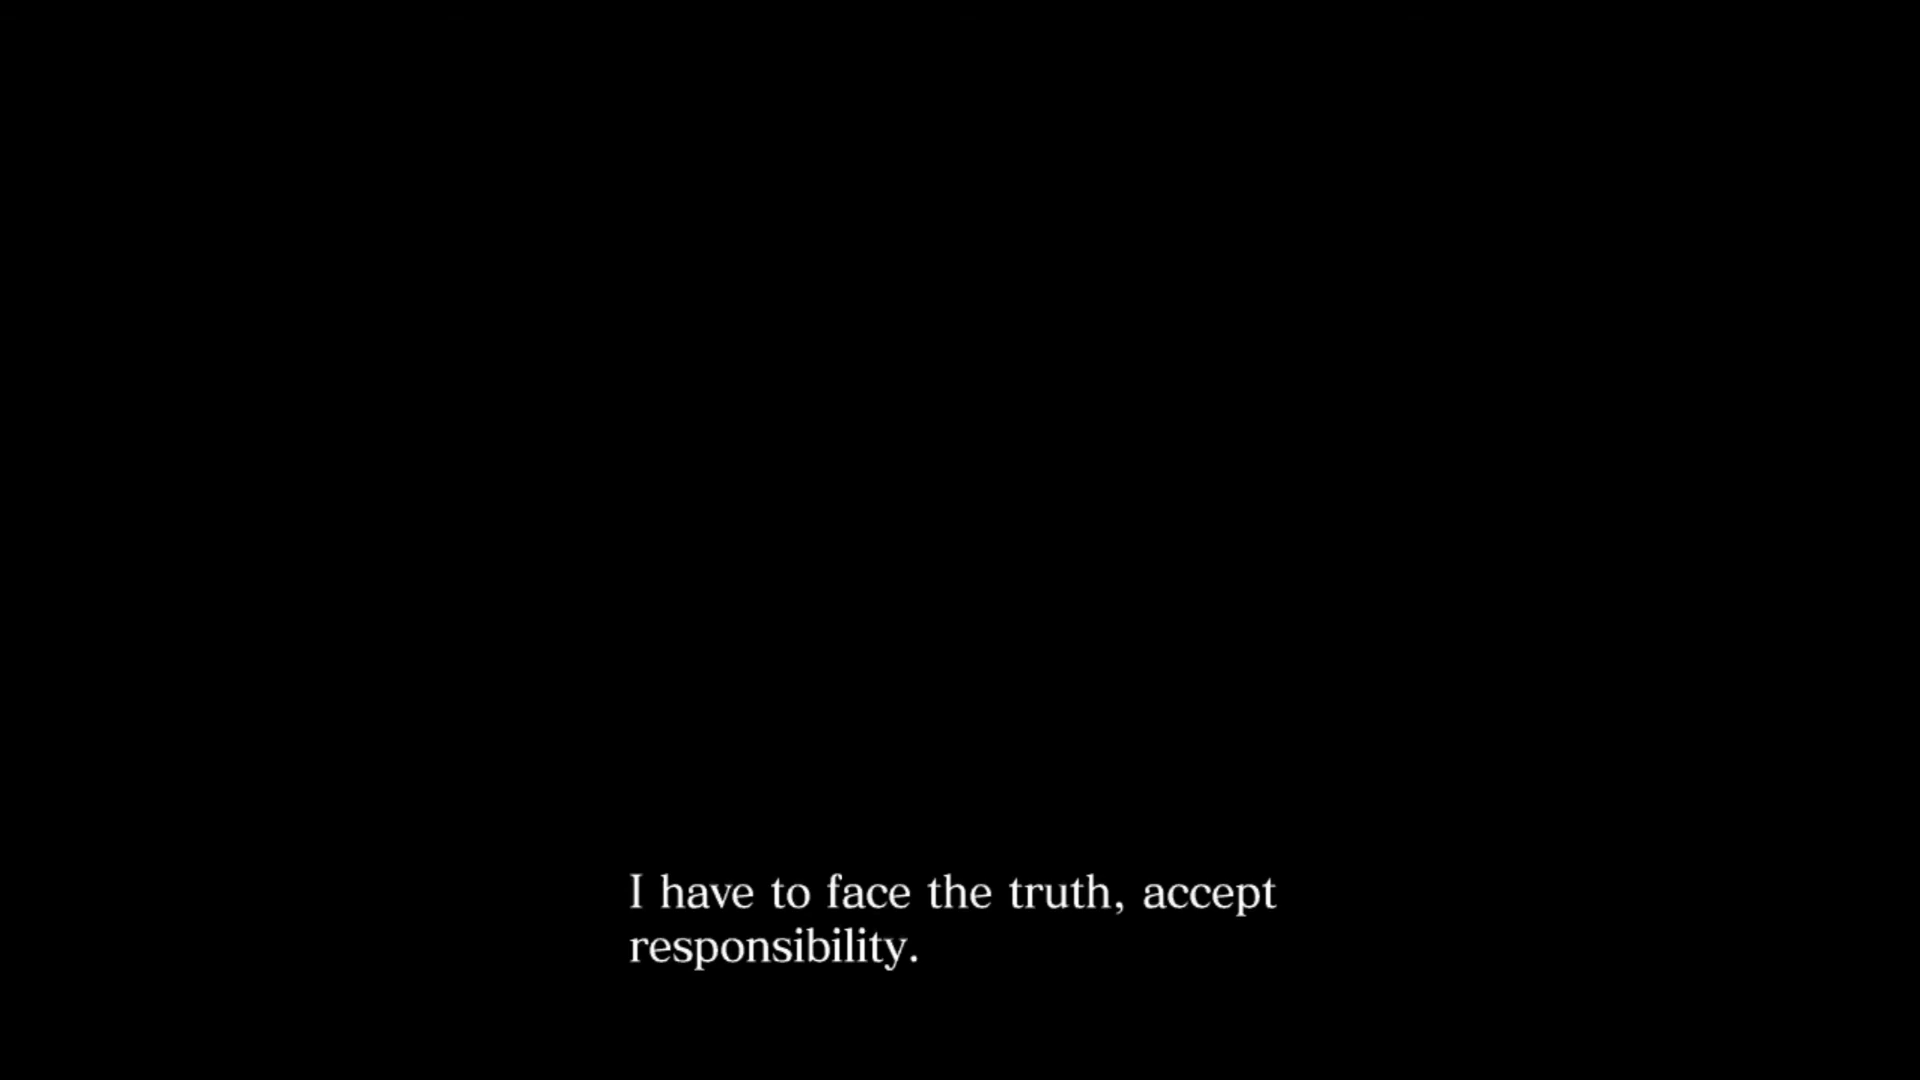 I have to face the truth, accept
responsibility.